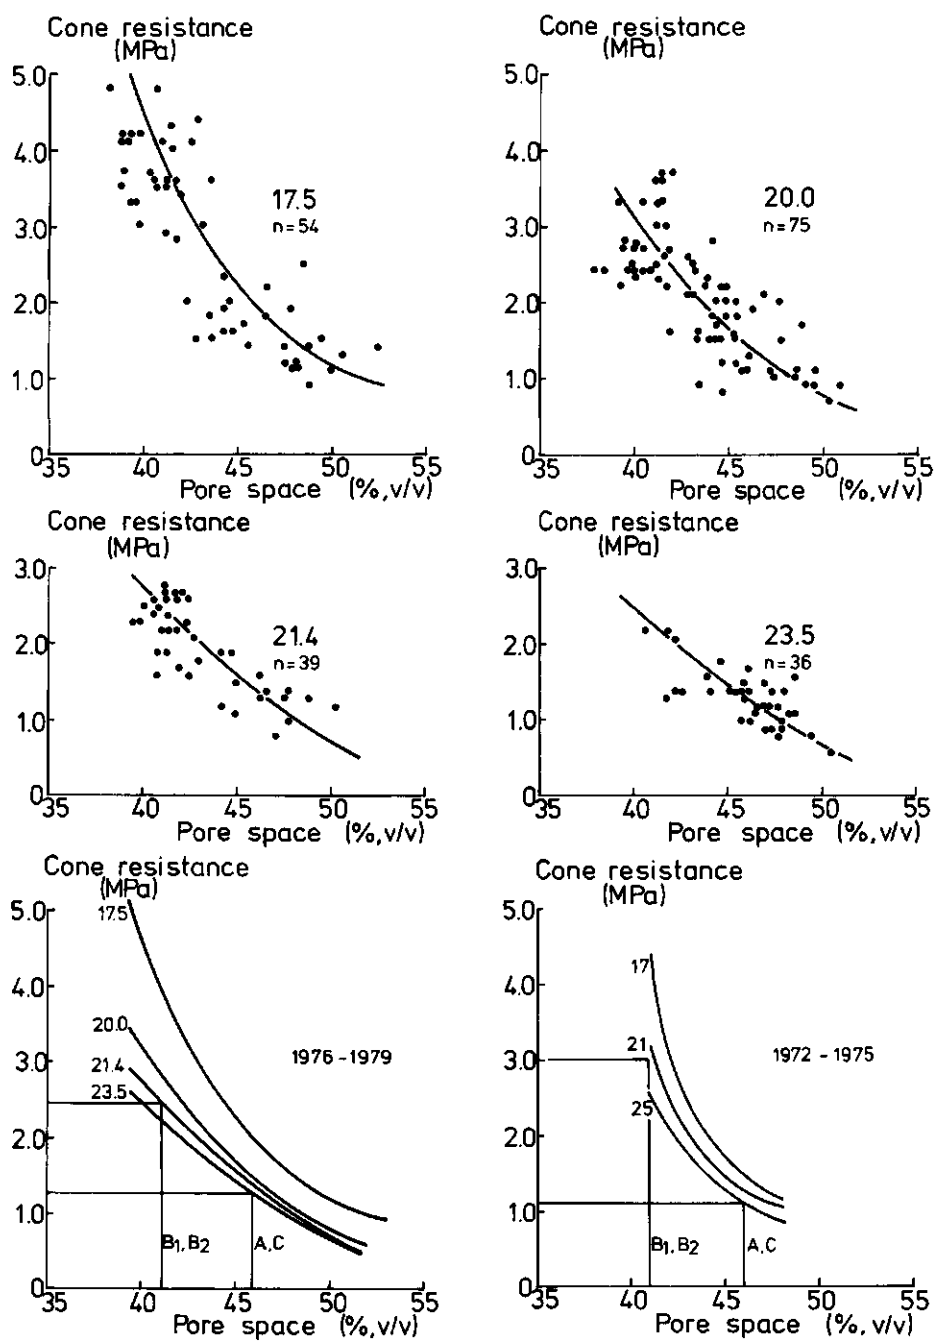 Cone resistance
(MPa)
5.0
4.0
3.0
2.0
1.0
0
17.5
n=54
35 40 45 50 55
Pore space (%,v/v)
Cone resistance
(MPa)
5.0
4.0
3.0
2.0
1.0
0
20.0
n=75
35 40 45 50 55
Pore space (%,v/v)
Cone resistance
(MPa)
3.0
2.0
1.0
0
21.4
n=39
35 40 45 50 55
Pore space (%,v/v)
Cone resistance
(MPa)
3.0
2.0
1.0
0
23.5
n=36
35 40 45 50 55
Pore space (%,v/v)
Cone resistance
(MPa)
5.0
4.0
3.0
2.0
1.0
0
17.5
20.0
21.4
23.5
1976-1979
B1,B2
A,C
35 40 45 50 55
Pore space (%,v/v)
Cone resistance
(MPa)
5.0
4.0
3.0
2.0
1.0
0
17
21
25
1972-1975
B1,B2
A,C
35 40 45 50 55
Pore space (%,v/v)